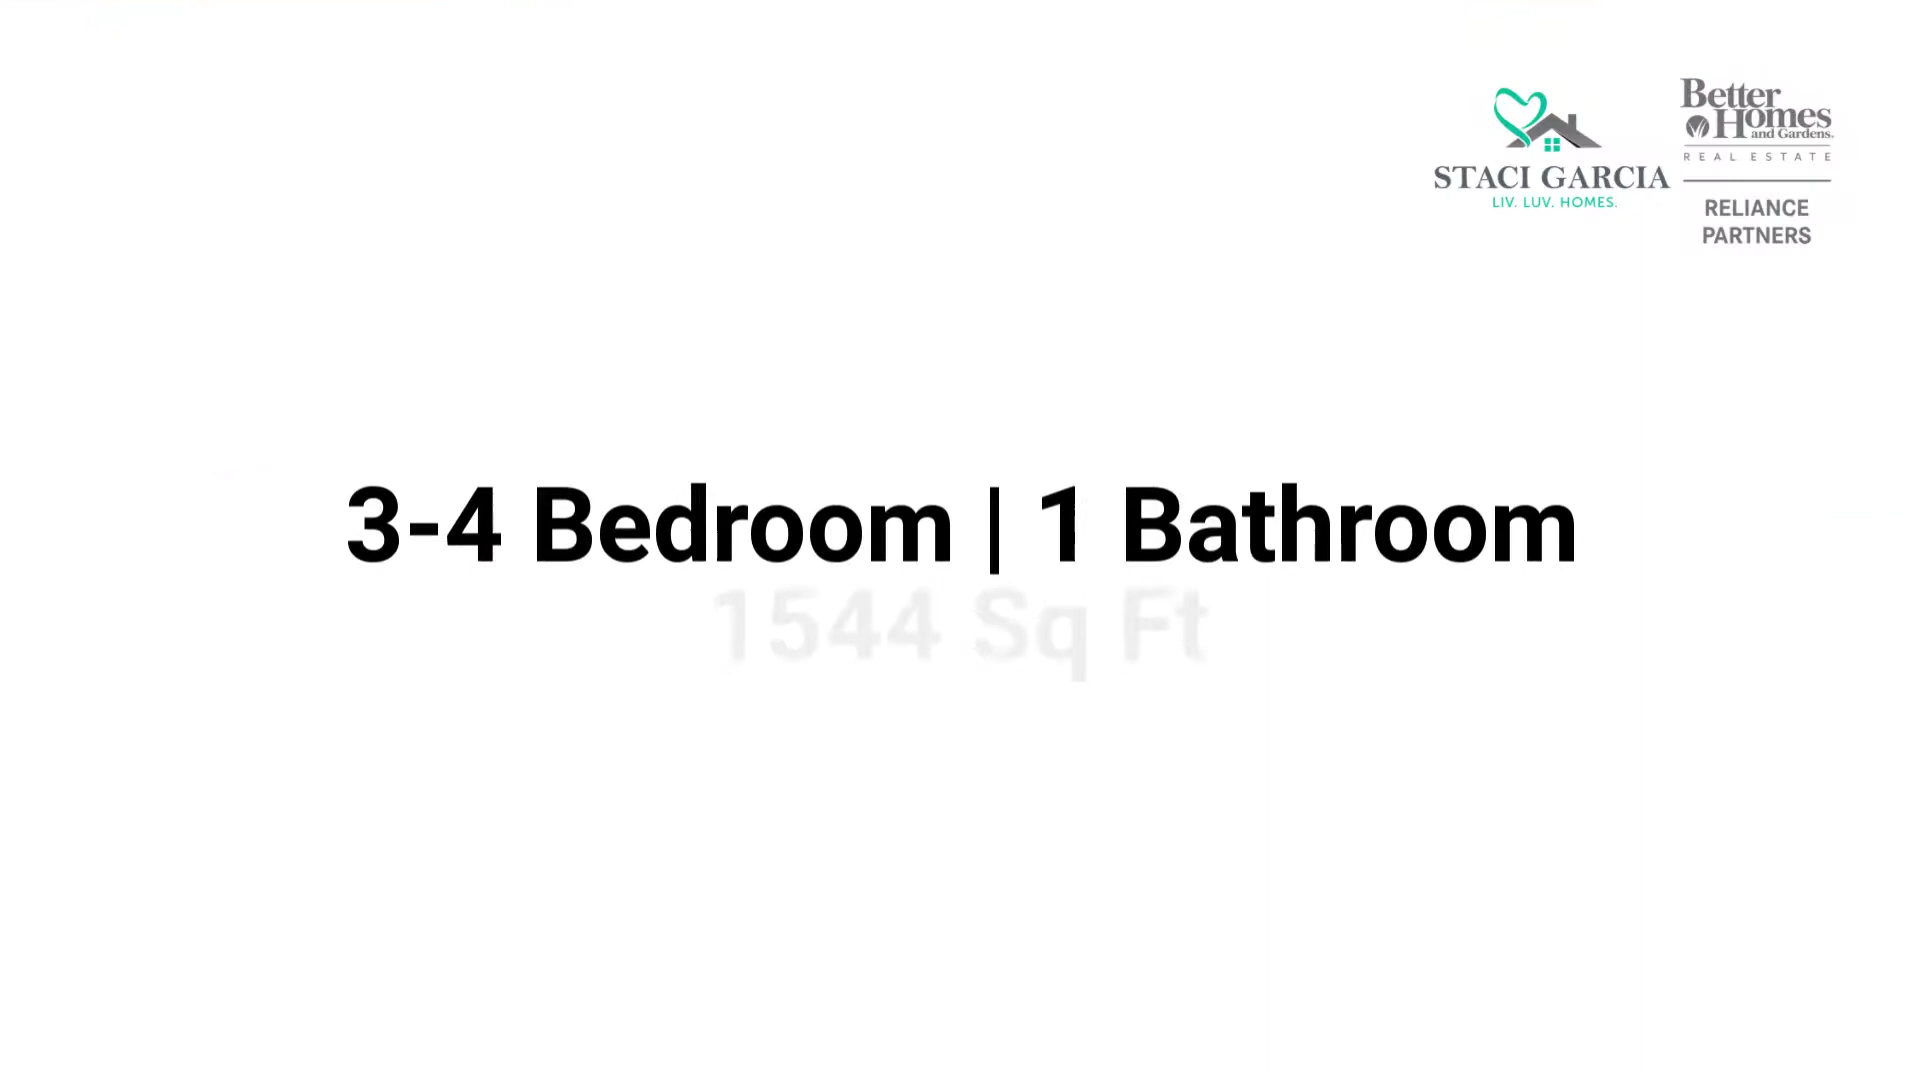 STACI GARCIA
LIV. LUV. HOMES.
Better
Homes
and Gardens.
REAL ESTATE
RELIANCE
PARTNERS
3-4 Bedroom | 1 Bathroom
1544 Sq Ft